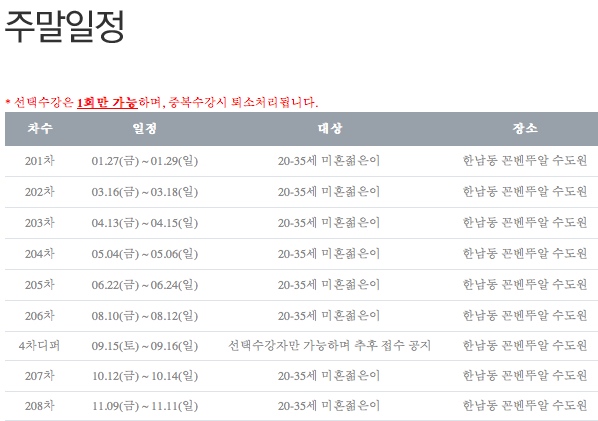 주말일정
* 선택수강은 1회만 가능하며, 중복수강시 퇴소처리됩니다.
차수 일정 대상 장소
201차 01.27(금) ~ 01.29(일) 20-35세 미혼젊은이 한남동 꼰벤뚜알 수도원
202차 03.16(금) ~ 03.18(일) 20-35세 미혼젊은이 한남동 꼰벤뚜알 수도원
203차 04.13(금) ~ 04.15(일) 20-35세 미혼젊은이 한남동 꼰벤뚜알 수도원
204차 05.04(금) ~ 05.06(일) 20-35세 미혼젊은이 한남동 꼰벤뚜알 수도원
205차 06.22(금) ~ 06.24(일) 20-35세 미혼젊은이 한남동 꼰벤뚜알 수도원
206차 08.10(금) ~ 08.12(일) 20-35세 미혼젊은이 한남동 꼰벤뚜알 수도원
4차디퍼 09.15(토) ~ 09.16(일) 선택수강자만 가능하며 추후 접수 공지 한남동 꼰벤뚜알 수도원
207차 10.12(금) ~ 10.14(일) 20-35세 미혼젊은이 한남동 꼰벤뚜알 수도원
208차 11.09(금) ~ 11.11(일) 20-35세 미혼젊은이 한남동 꼰벤뚜알 수도원